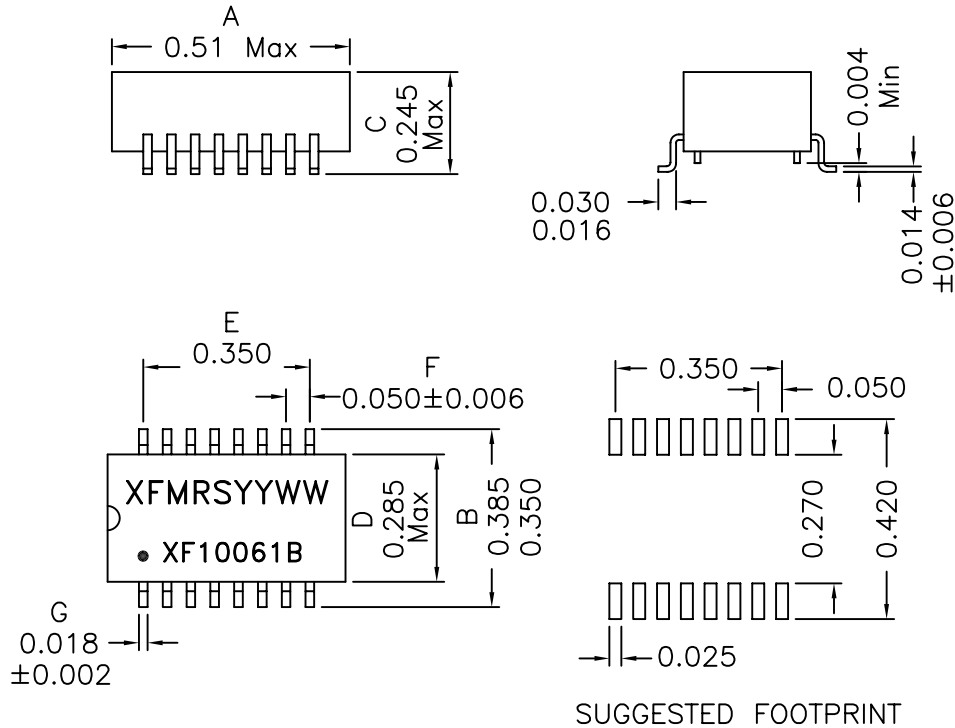 A
0.51 Max
C
0.245
Max
0.004
Min
0.030
0.016
0.014
±0.006
E
0.350
F
0.050±0.006
XFMRSYYWW
XF10061B
D
0.285
Max
B
0.385
0.350
G
0.018
±0.002
0.350
0.050
0.270
0.420
0.025
SUGGESTED FOOTPRINT